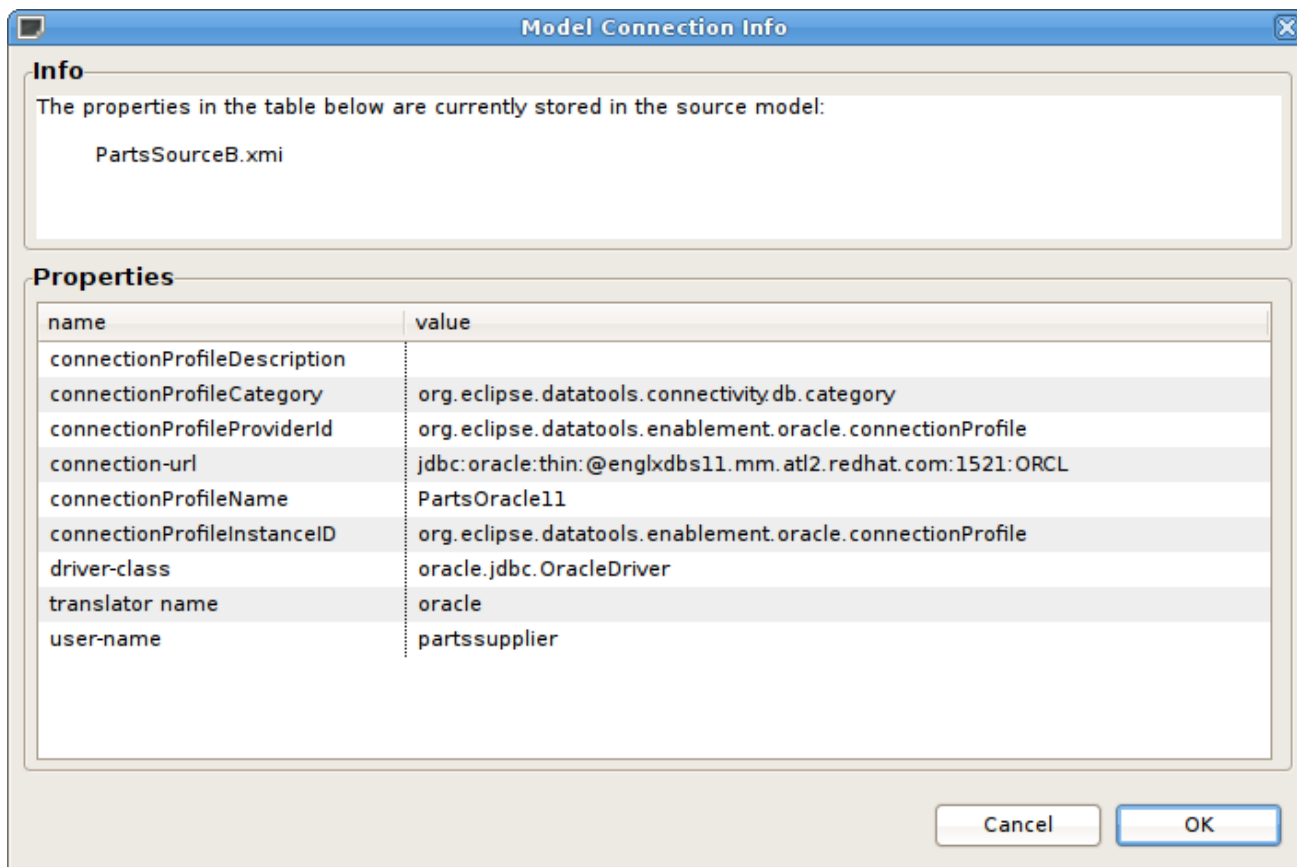 Model Connection Info
Info
The properties in the table below are currently stored in the source model:
PartsSourceB.xmi
Properties
name value
connectionProfileDescription
connectionProfileCategory org.eclipse.datatools.connectivity.db.category
connectionProfileProviderId org.eclipse.datatools.enablement.oracle.connectionProfile
connection-url jdbc:oracle:thin:@englxdbs11.mm.atl2.redhat.com:1521:ORCL
connectionProfileName PartsOracle11
connectionProfileInstanceID org.eclipse.datatools.enablement.oracle.connectionProfile
driver-class oracle.jdbc.OracleDriver
translator name oracle
user-name partssupplier
Cancel OK